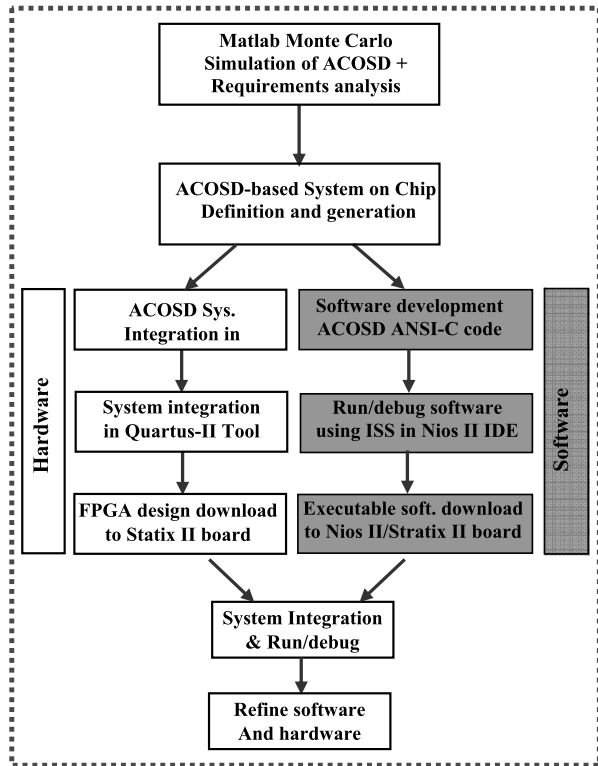 Matlab Monte Carlo
Simulation of ACOSD +
Requirements analysis
ACOSD-based System on Chip
Definition and generation
Hardware
ACOSD Sys.
Integration in
System integration
in Quartus-II Tool
FPGA design download
to Statix II board
Software development
ACOSD ANSI-C code
Run/debug software
using ISS in Nios II IDE
Executable soft. download
to Nios II/Stratix II board
Software
System Integration
& Run/debug
Refine software
And hardware